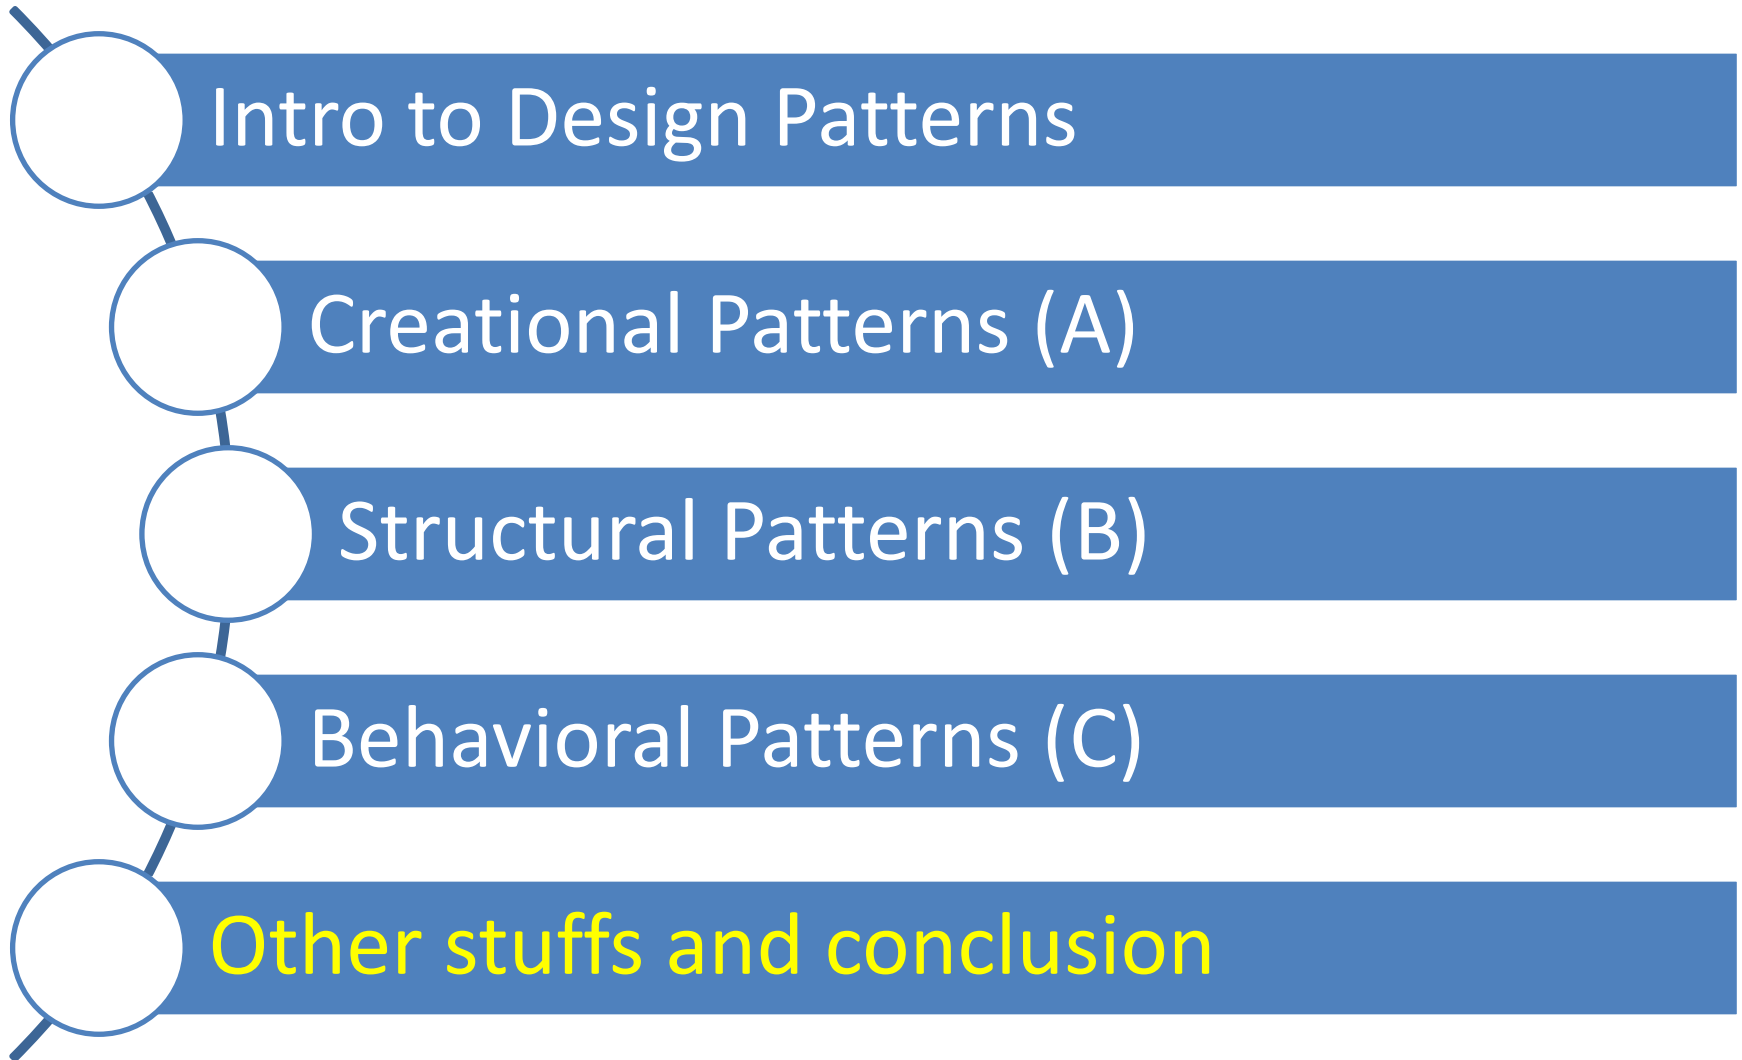 Intro to Design Patterns
Creational Patterns (A)
Structural Patterns (B)
Behavioral Patterns (C)
Other stuffs and conclusion